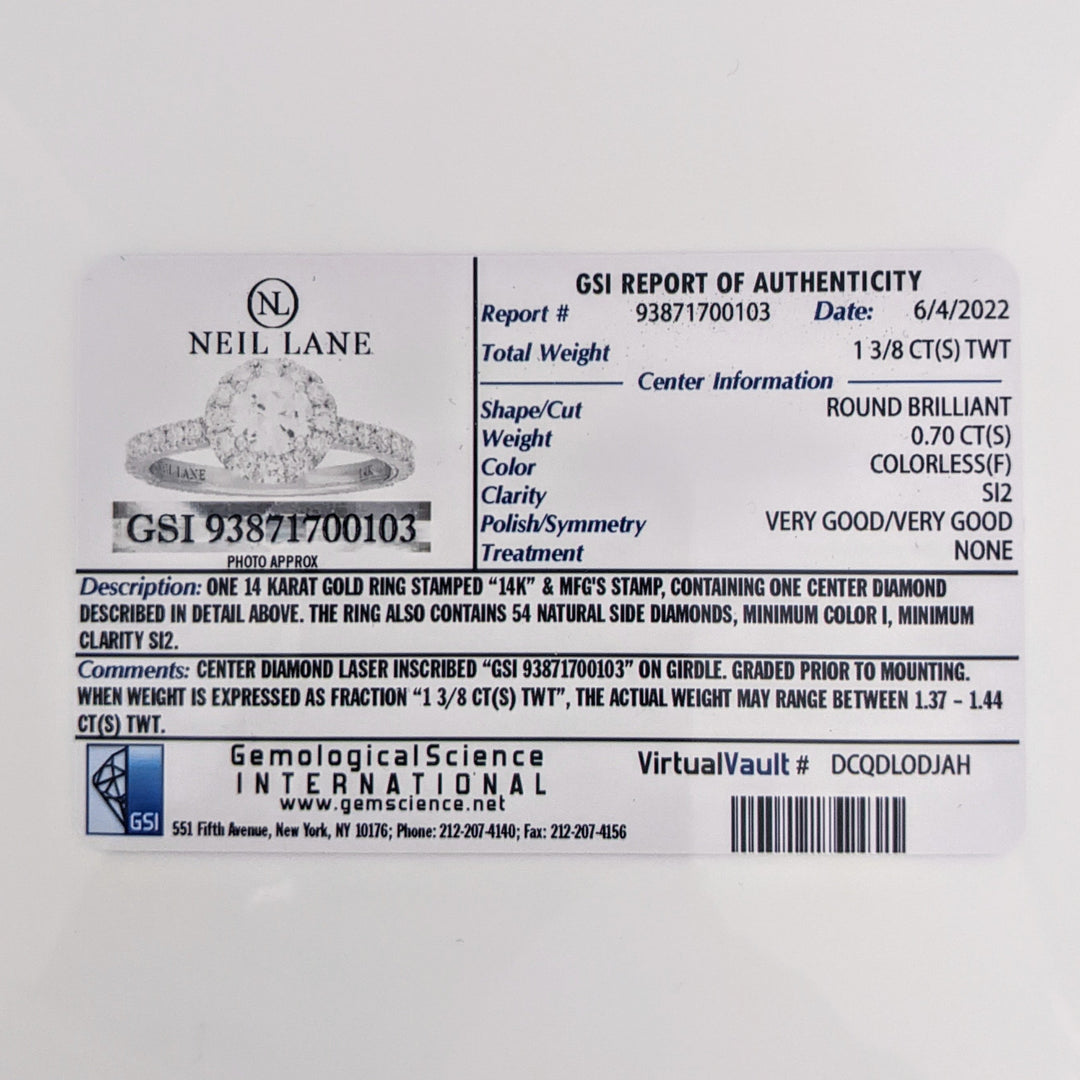 NL
NEIL LANE
LANE
14K
GSI 93871700103
PHOTO APPROX
GSI REPORT OF AUTHENTICITY
Report # 93871700103 Date: 6/4/2022
Total Weight 1 3/8 CT(S) TWT
Center Information
Shape/Cut ROUND BRILLIANT
Weight 0.70 CT(S)
Color COLORLESS(F)
Clarity SI2
Polish/Symmetry VERY GOOD/VERY GOOD
Treatment NONE
Description: ONE 14 KARAT GOLD RING STAMPED “14K” & MFG'S STAMP, CONTAINING ONE CENTER DIAMOND
DESCRIBED IN DETAIL ABOVE. THE RING ALSO CONTAINS 54 NATURAL SIDE DIAMONDS, MINIMUM COLOR I, MINIMUM
CLARITY SI2.
Comments: CENTER DIAMOND LASER INSCRIBED “GSI 93871700103” ON GIRDLE. GRADED PRIOR TO MOUNTING.
WHEN WEIGHT IS EXPRESSED AS FRACTION “1 3/8 CT(S) TWT”, THE ACTUAL WEIGHT MAY RANGE BETWEEN 1.37 – 1.44
CT(S) TWT.
GSI
GemologicalScience
INTERNATIONAL
www.gemscience.net
551 Fifth Avenue, New York, NY 10176; Phone: 212-207-4140; Fax: 212-207-4156
VirtualVault # DCQDLODJAH